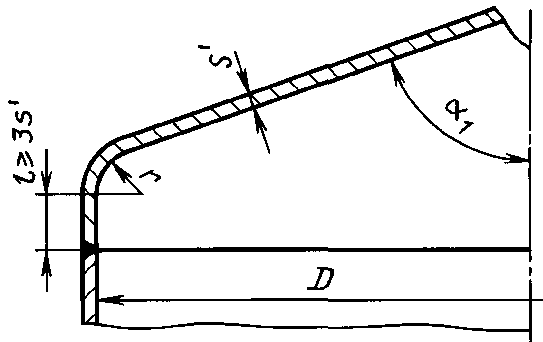 s'
α₁
l ≥ 3s'
r
D